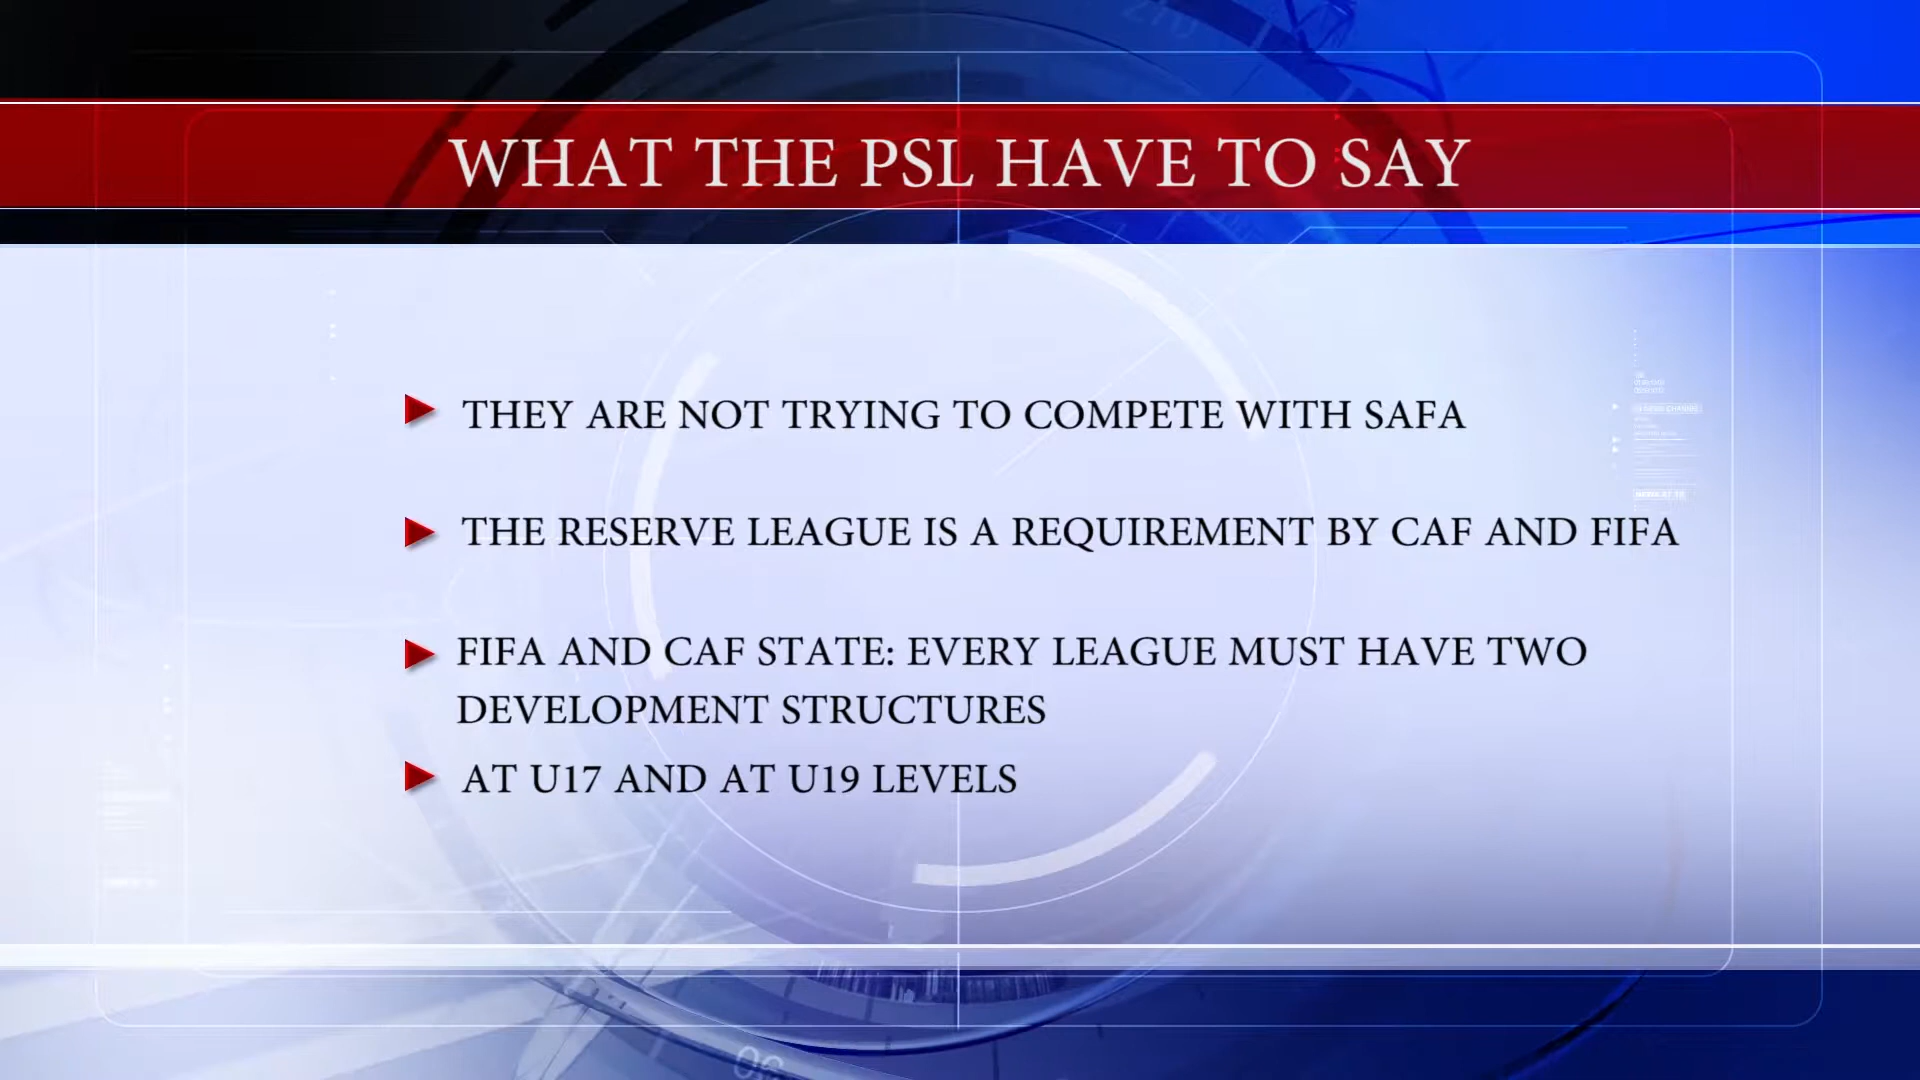 WHAT THE PSL HAVE TO SAY
THEY ARE NOT TRYING TO COMPETE WITH SAFA
THE RESERVE LEAGUE IS A REQUIREMENT BY CAF AND FIFA
FIFA AND CAF STATE: EVERY LEAGUE MUST HAVE TWO
DEVELOPMENT STRUCTURES
AT U17 AND AT U19 LEVELS